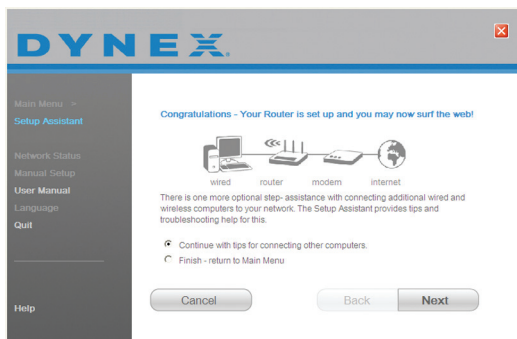 DYNEX
Main Menu >
Setup Assistant
Network Status
Manual Setup
User Manual
Language
Quit
Help
Congratulations - Your Router is set up and you may now surf the web!
wired router modem internet
There is one more optional step- assistance with connecting additional wired and
wireless computers to your network. The Setup Assistant provides tips and
troubleshooting help for this.
Continue with tips for connecting other computers.
Finish - return to Main Menu
Cancel Back Next